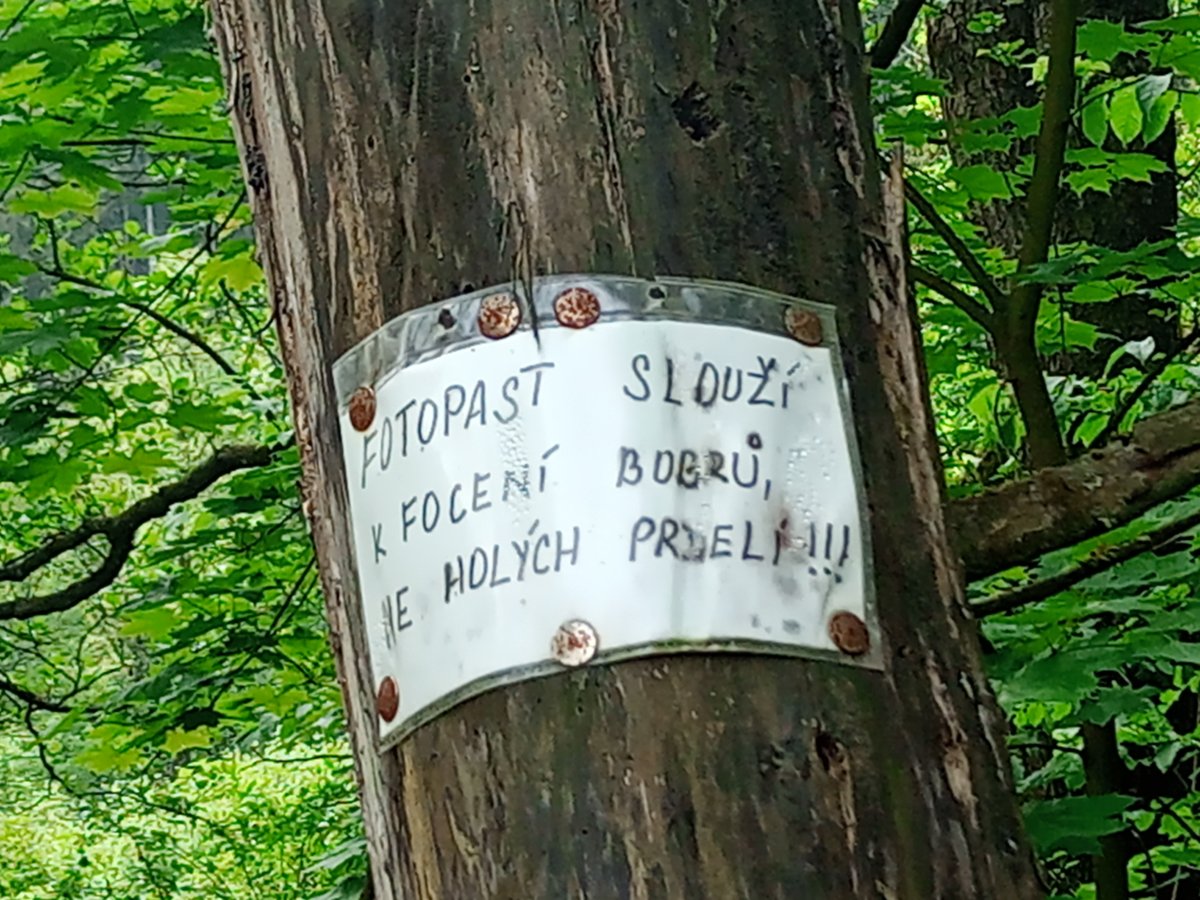 FOTOPAST SLOUŽÍ
K FOCENÍ BOBRŮ,
NE HOLÝCH PRDELÍ!!!